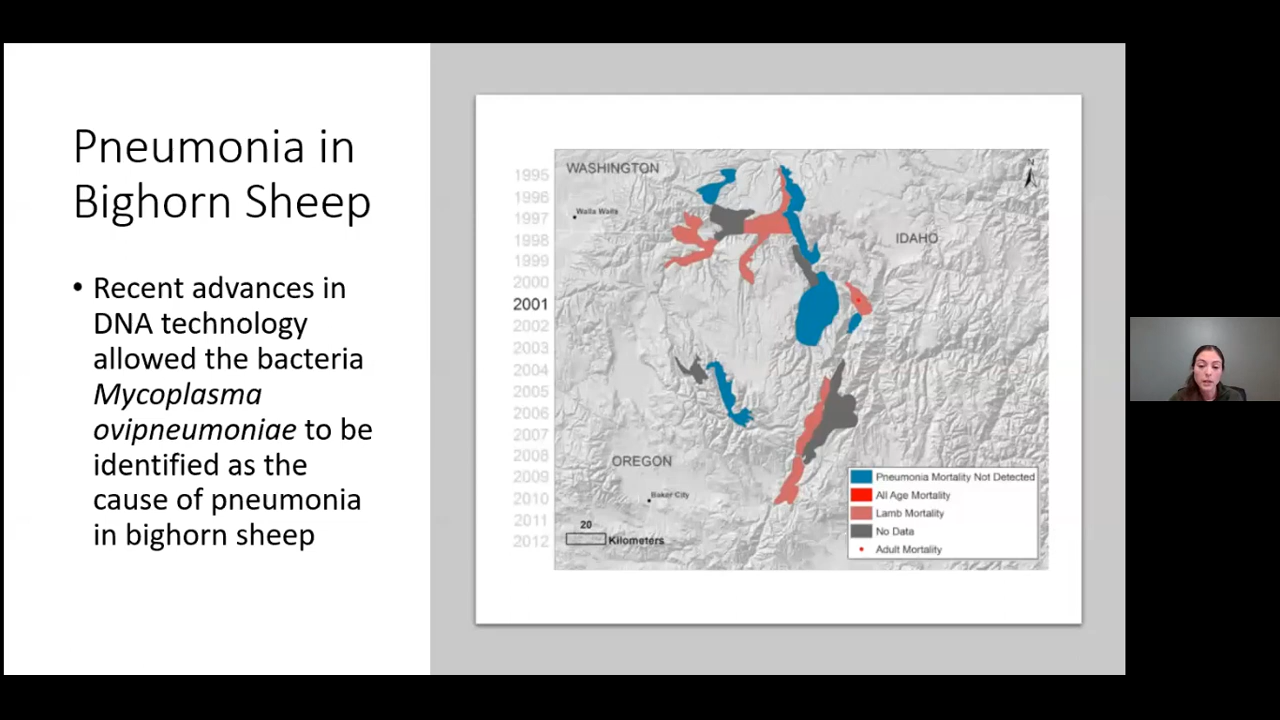 Pneumonia in
Bighorn Sheep
• Recent advances in
DNA technology
allowed the bacteria
Mycoplasma
ovipneumoniae to be
identified as the
cause of pneumonia
in bighorn sheep
1995
1996
1997
1998
1999
2000
2001
2002
2003
2004
2005
2006
2007
2008
2009
2010
2011
2012
WASHINGTON
N
Walla Walla
IDAHO
OREGON
Baker City
20
Kilometers
Pneumonia Mortality Not Detected
All Age Mortality
Lamb Mortality
No Data
Adult Mortality